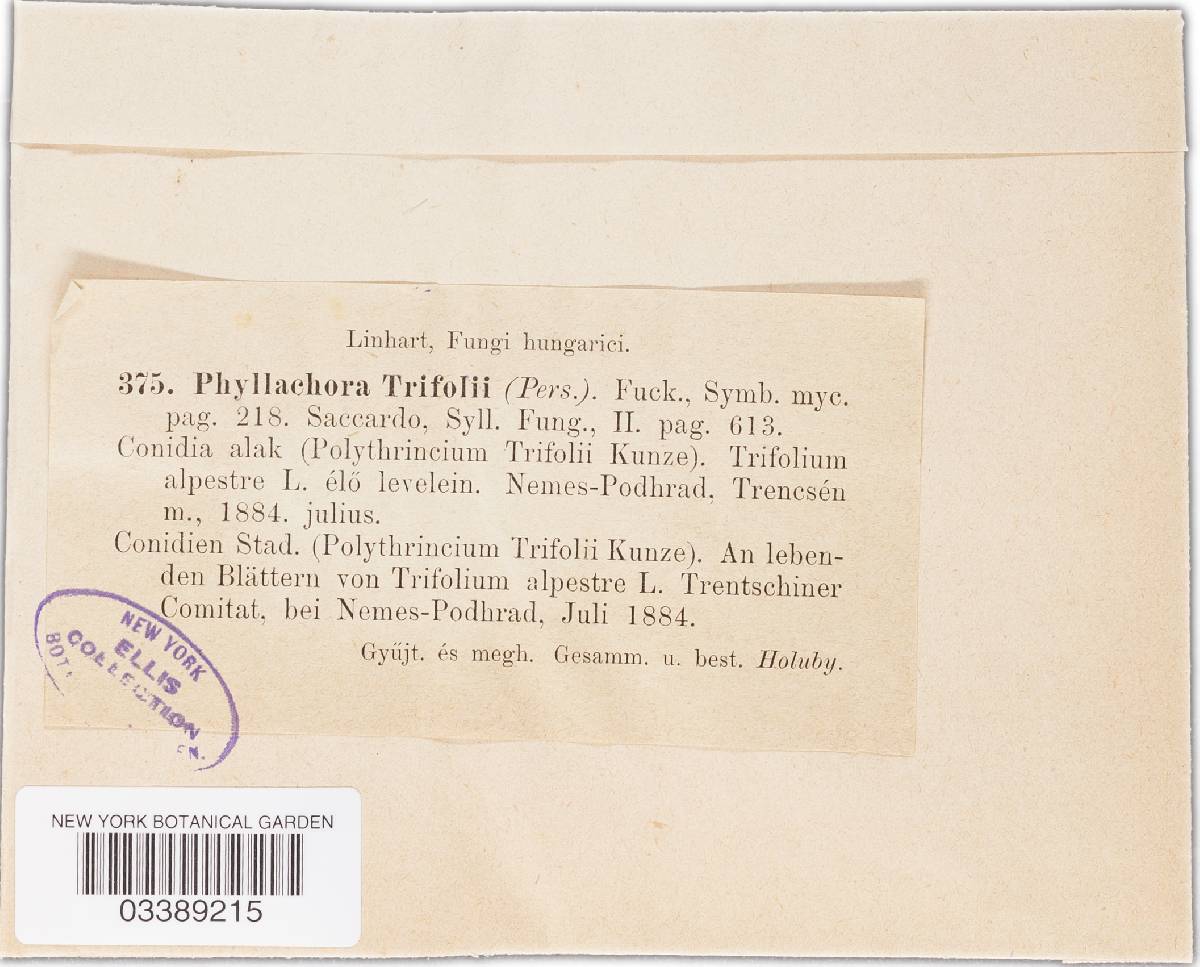 Linhart, Fungi hungarici.
375. Phyllachora Trifolii (Pers.). Fuck., Symb. myc.
pag. 218. Saccardo, Syll. Fung., II. pag. 613.
Conidia alak (Polythrincium Trifolii Kunze). Trifolium
alpestre L. élő levelein. Nemes-Podhrad, Trencsén
m., 1884. julius.
Conidien Stad. (Polythrincium Trifolii Kunze). An leben-
den Blättern von Trifolium alpestre L. Trentschiner
Comitat, bei Nemes-Podhrad, Juli 1884.
Gyűjt. és megh. Gesamm. u. best. Holuby.
NEW YORK
ELLIS
COLLECTION
NEW YORK BOTANICAL GARDEN
03389215